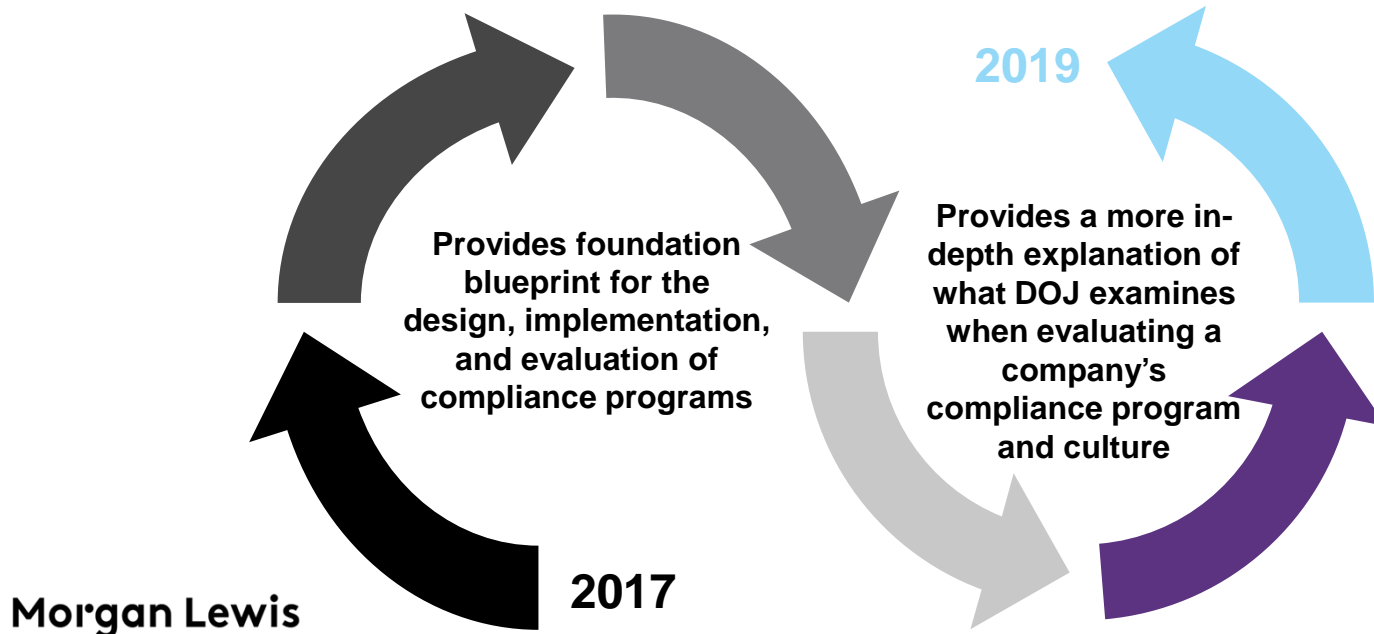 2019
Provides foundation
blueprint for the
design, implementation,
and evaluation of
compliance programs
Provides a more in-
depth explanation of
what DOJ examines
when evaluating a
company’s
compliance program
and culture
2017
Morgan Lewis